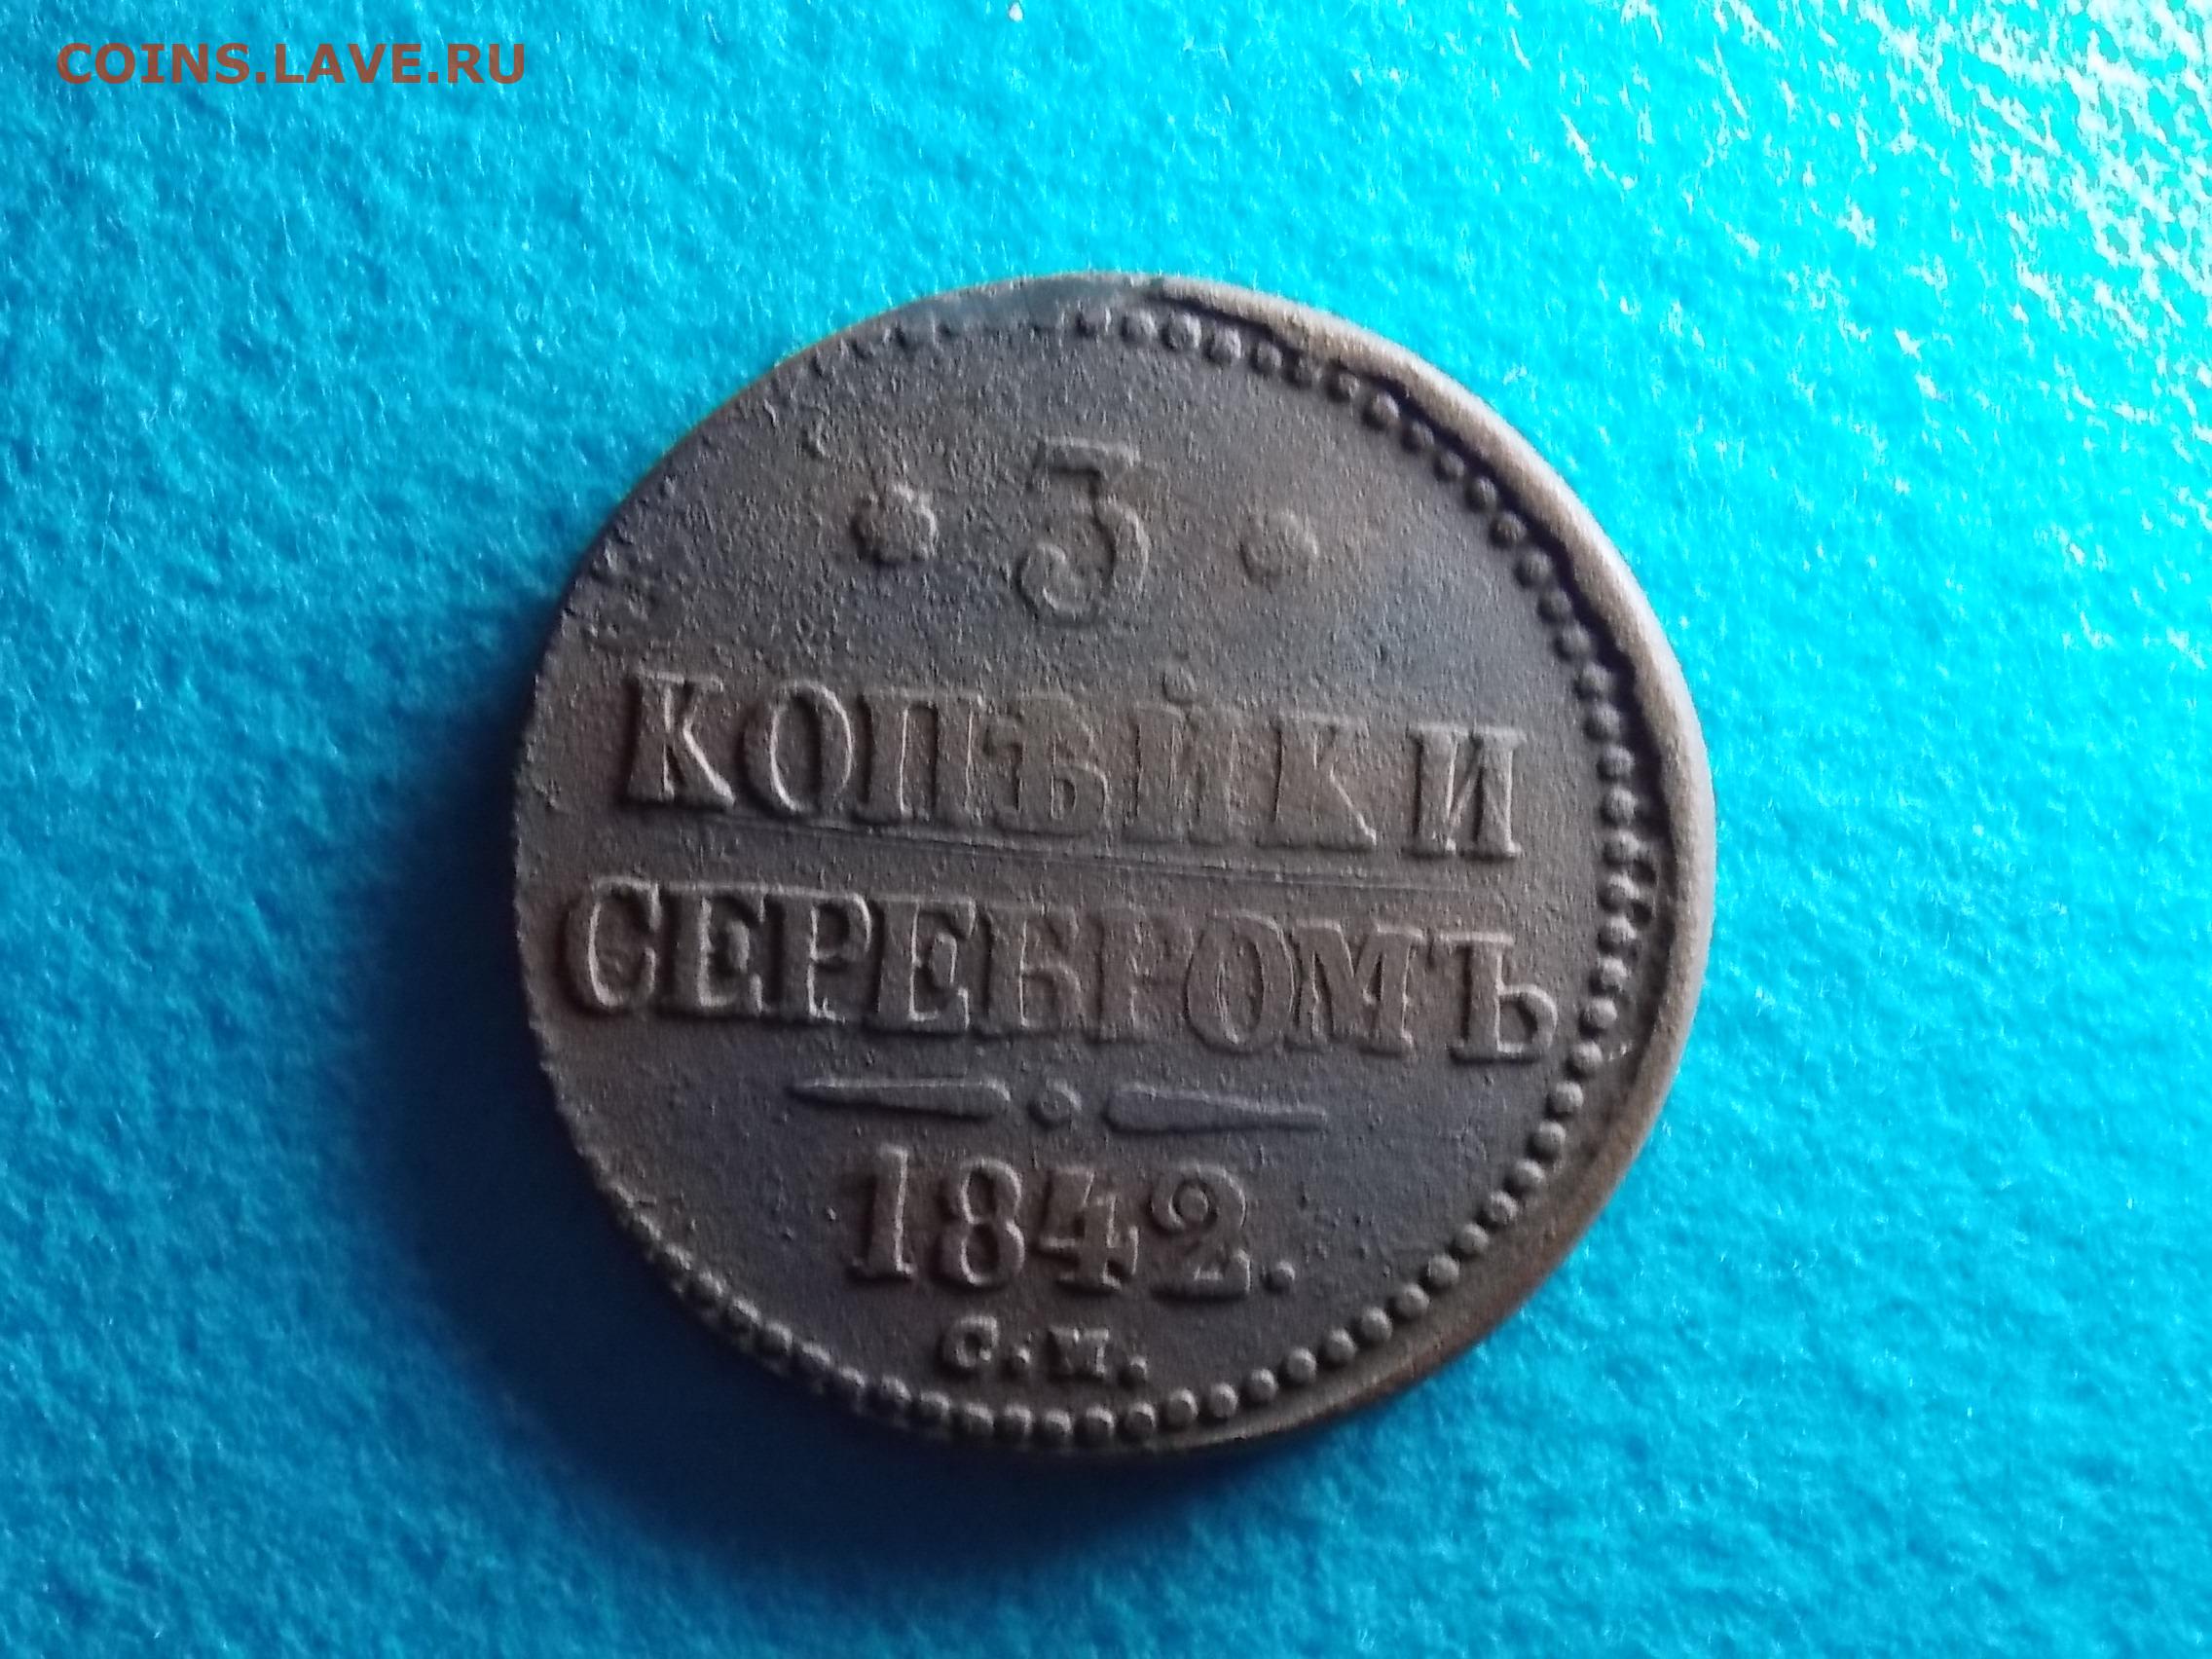 COINS.LAVE.RU
3
КОПѢЙКИ
СЕРЕБРОМЪ
1842.
С.М.